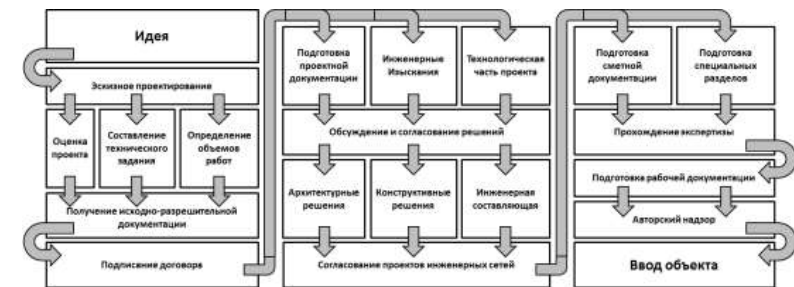 Идея
Эскизное проектирование
Оценка
проекта
Составление
технического
задания
Определение
объемов
работ
Получение исходно-разрешительной
документации
Подписание договора
Подготовка
проектной
документации
Инженерные
Изыскания
Технологическая
часть проекта
Обсуждение и согласование решений
Архитектурные
решения
Конструктивные
решения
Инженерная
составляющая
Согласование проектов инженерных сетей
Подготовка
сметной
документации
Подготовка
специальных
разделов
Прохождение экспертизы
Подготовка рабочей документации
Авторский надзор
Ввод объекта